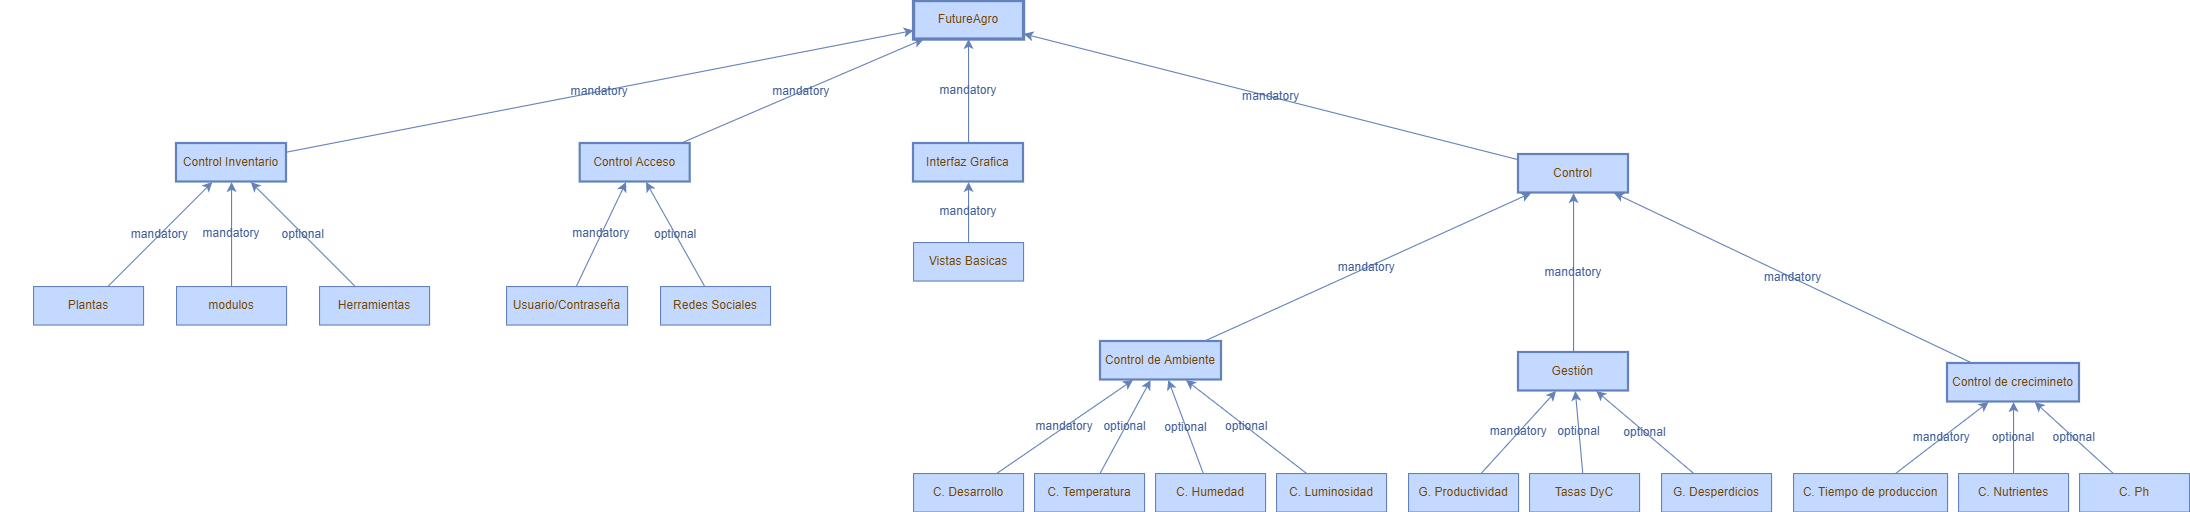 FutureAgro
mandatory
mandatory
mandatory
mandatory
Control Inventario
Control Acceso
Interfaz Grafica
Control
mandatory
mandatory
optional
mandatory
optional
mandatory
Vistas Basicas
mandatory
mandatory
mandatory
Plantas
modulos
Herramientas
Usuario/Contraseña
Redes Sociales
Control de Ambiente
Gestión
Control de crecimineto
mandatory
optional
optional
optional
mandatory
optional
optional
mandatory
optional
optional
C. Desarrollo
C. Temperatura
C. Humedad
C. Luminosidad
G. Productividad
Tasas DyC
G. Desperdicios
C. Tiempo de produccion
C. Nutrientes
C. Ph